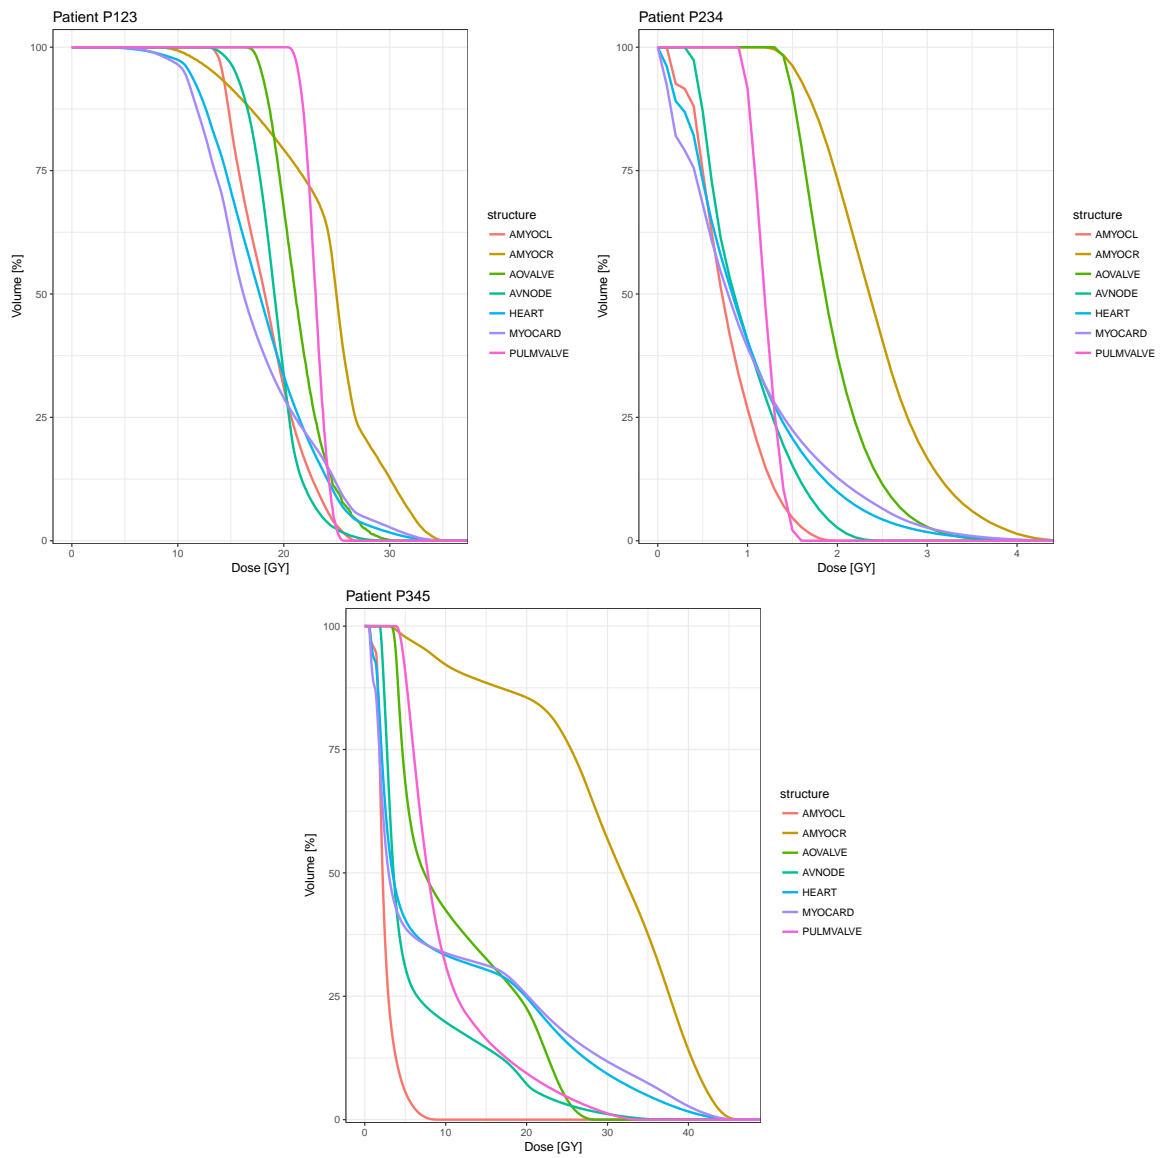 Patient P123
100
75
50
25
0
0 10 20 30
Volume [%]
Dose [GY]
structure
AMYOCL
AMYOCR
AOVALVE
AVNODE
HEART
MYOCARD
PULMVALVE
Patient P234
100
75
50
25
0
0 1 2 3 4
Volume [%]
Dose [GY]
structure
AMYOCL
AMYOCR
AOVALVE
AVNODE
HEART
MYOCARD
PULMVALVE
Patient P345
100
75
50
25
0
0 10 20 30 40
Volume [%]
Dose [GY]
structure
AMYOCL
AMYOCR
AOVALVE
AVNODE
HEART
MYOCARD
PULMVALVE